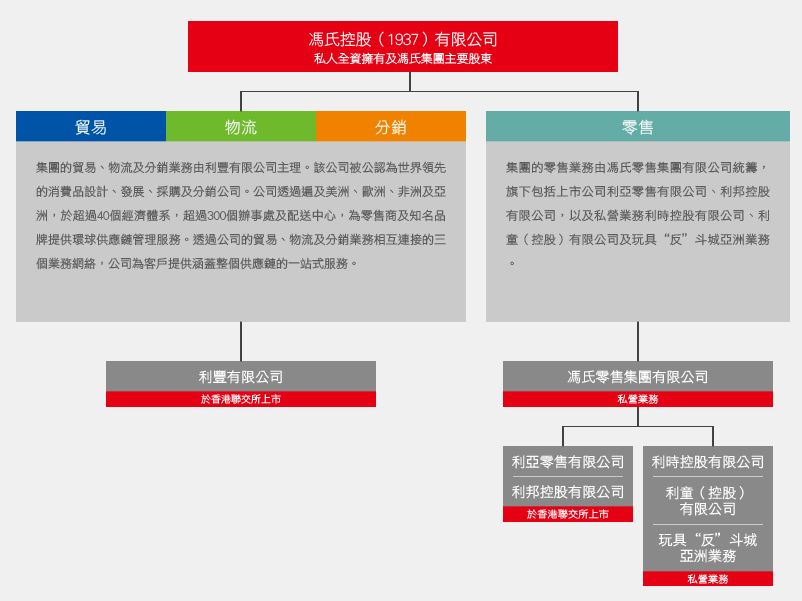 馮氏控股（1937）有限公司
私人全資擁有及馮氏集團主要股東
貿易
物流
分銷
零售
集團的貿易、物流及分銷業務由利豐有限公司主理。該公司被公認為世界領先
的消費品設計、發展、採購及分銷公司。公司透過遍及美洲、歐洲、非洲及亞
洲，於超過40個經濟體系，超過300個辦事處及配送中心，為零售商及知名品
牌提供環球供應鏈管理服務。透過公司的貿易、物流及分銷業務相互連接的三
個業務網絡，公司為客戶提供涵蓋整個供應鏈的一站式服務。
集團的零售業務由馮氏零售集團有限公司統籌，
旗下包括上市公司利亞零售有限公司、利邦控股
有限公司，以及私營業務利時控股有限公司、利
童（控股）有限公司及玩具“反”斗城亞洲業務
。
利豐有限公司
於香港聯交所上市
馮氏零售集團有限公司
私營業務
利亞零售有限公司
利邦控股有限公司
於香港聯交所上市
利時控股有限公司
利童（控股）
有限公司
玩具“反”斗城
亞洲業務
私營業務